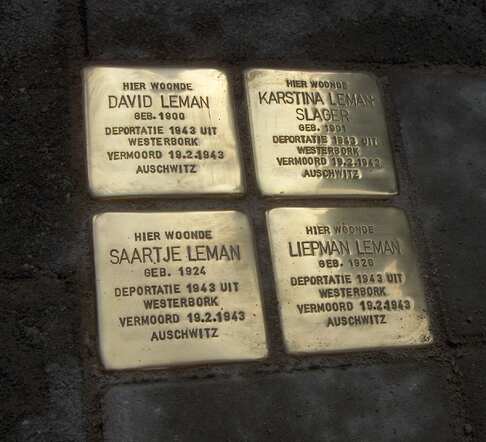 HIER WOONDE
DAVID LEMAN
GEB. 1900
DEPORTATIE 1943 UIT
WESTERBORK
VERMOORD 19.2.1943
AUSCHWITZ
HIER WOONDE
KARSTINA LEMAN-
SLAGER
GEB. 1901
DEPORTATIE 1943 UIT
WESTERBORK
VERMOORD 19.2.1943
AUSCHWITZ
HIER WOONDE
SAARTJE LEMAN
GEB. 1924
DEPORTATIE 1943 UIT
WESTERBORK
VERMOORD 19.2.1943
AUSCHWITZ
HIER WOONDE
LIEPMAN LEMAN
GEB. 1928
DEPORTATIE 1943 UIT
WESTERBORK
VERMOORD 19.2.1943
AUSCHWITZ